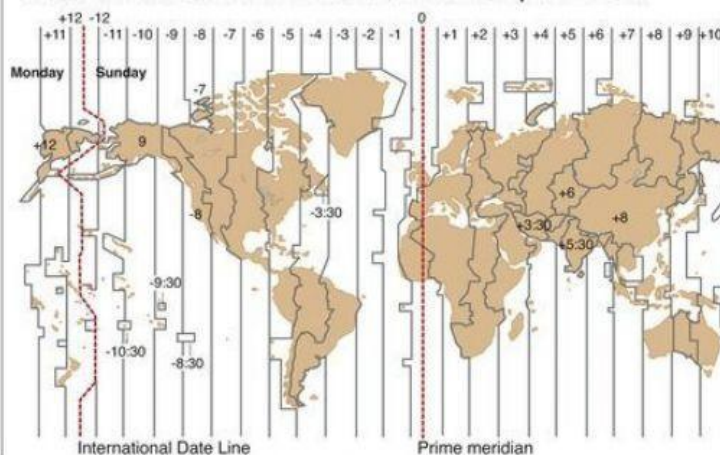 +12 -12 0
+11 -11 -10 -9 -8 -7 -6 -5 -4 -3 -2 -1 +1 +2 +3 +4 +5 +6 +7 +8 +9 +10
Monday Sunday
-7
+12 9
+6
-8 -3:30 +3:30 +8
+5:30
-9:30
-10:30 -8:30
International Date Line Prime meridian